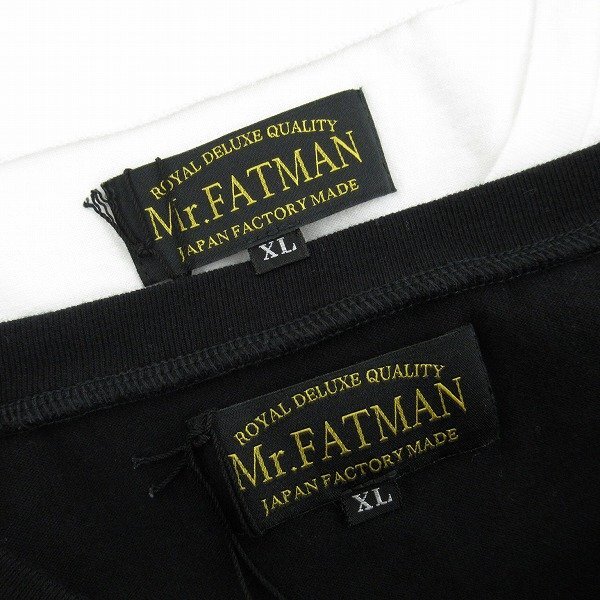 ROYAL DELUXE QUALITY
Mr.FATMAN
JAPAN FACTORY MADE
XL
ROYAL DELUXE QUALITY
Mr.FATMAN
JAPAN FACTORY MADE
XL